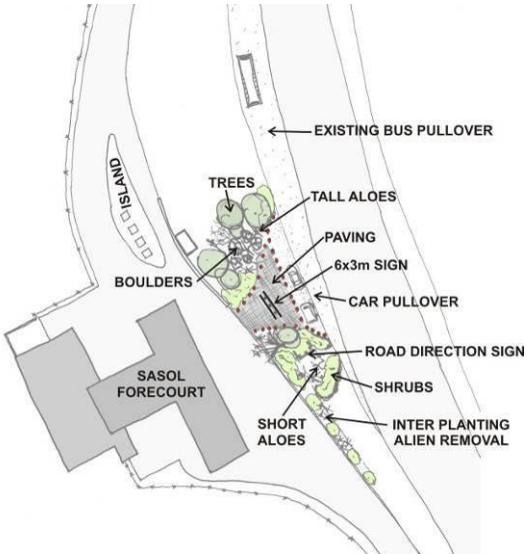 EXISTING BUS PULLOVER
ISLAND
TREES
TALL ALOES
PAVING
6x3m SIGN
BOULDERS
CAR PULLOVER
ROAD DIRECTION SIGN
SASOL
FORECOURT
SHRUBS
SHORT
ALOES
INTER PLANTING
ALIEN REMOVAL